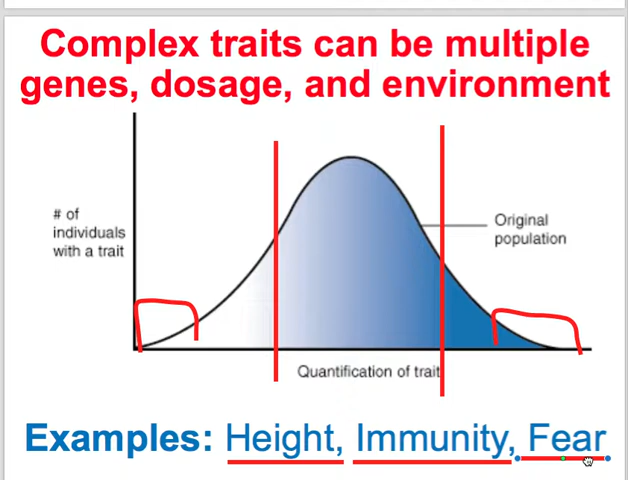 Complex traits can be multiple
genes, dosage, and environment
# of
individuals
with a trait
Original
population
Quantification of trait
Examples: Height, Immunity, Fear